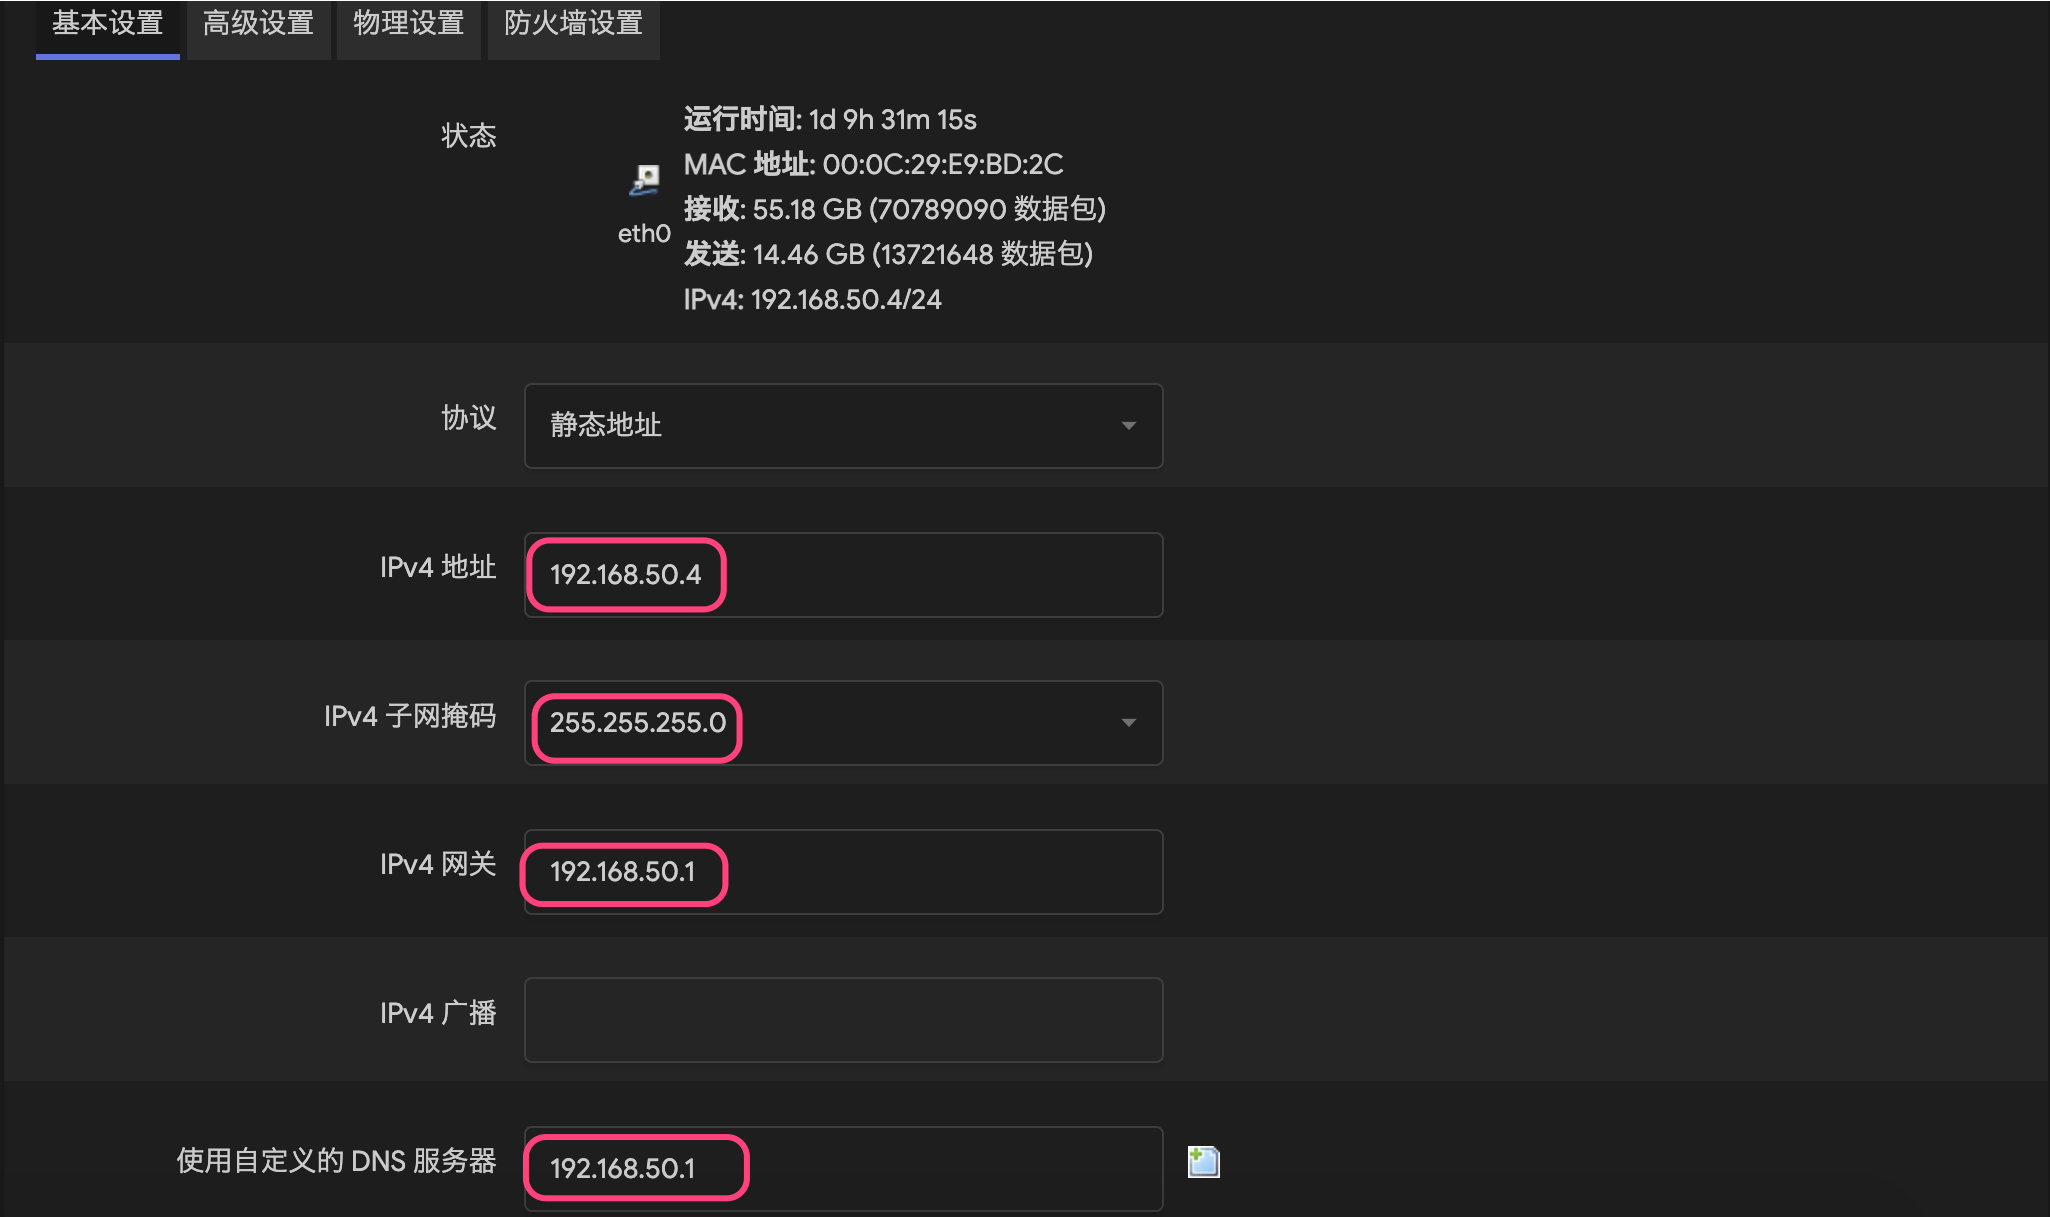 基本设置 高级设置 物理设置 防火墙设置
状态
eth0
运行时间: 1d 9h 31m 15s
MAC 地址: 00:0C:29:E9:BD:2C
接收: 55.18 GB (70789090 数据包)
发送: 14.46 GB (13721648 数据包)
IPv4: 192.168.50.4/24
协议 静态地址
IPv4 地址 192.168.50.4
IPv4 子网掩码 255.255.255.0
IPv4 网关 192.168.50.1
IPv4 广播
使用自定义的 DNS 服务器 192.168.50.1